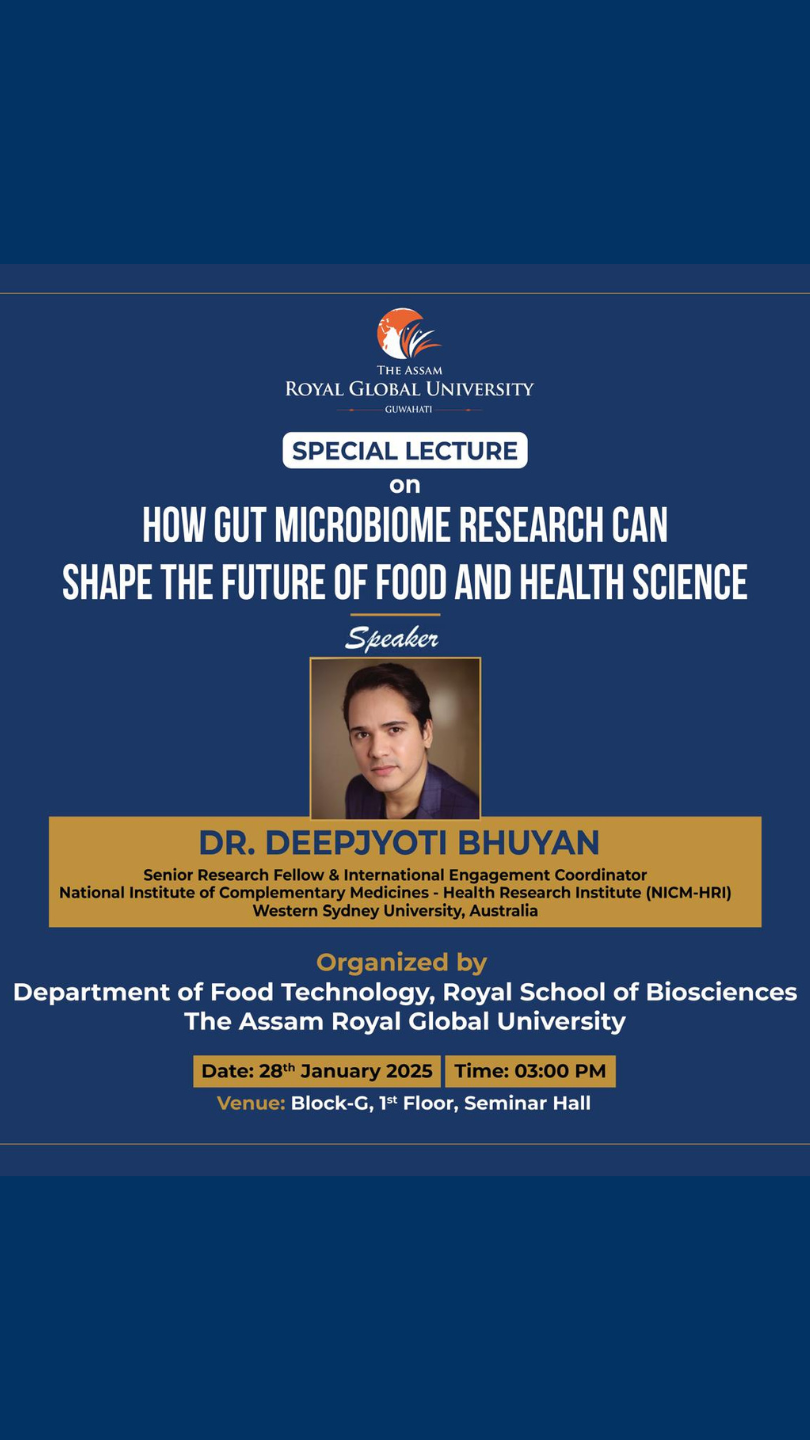 THE ASSAM
ROYAL GLOBAL UNIVERSITY
GUWAHATI
SPECIAL LECTURE
on
HOW GUT MICROBIOME RESEARCH CAN
SHAPE THE FUTURE OF FOOD AND HEALTH SCIENCE
Speaker
DR. DEEPJYOTI BHUYAN
Senior Research Fellow & International Engagement Coordinator
National Institute of Complementary Medicines - Health Research Institute (NICM-HRI)
Western Sydney University, Australia
Organized by
Department of Food Technology, Royal School of Biosciences
The Assam Royal Global University
Date: 28th January 2025 Time: 03:00 PM
Venue: Block-G, 1st Floor, Seminar Hall